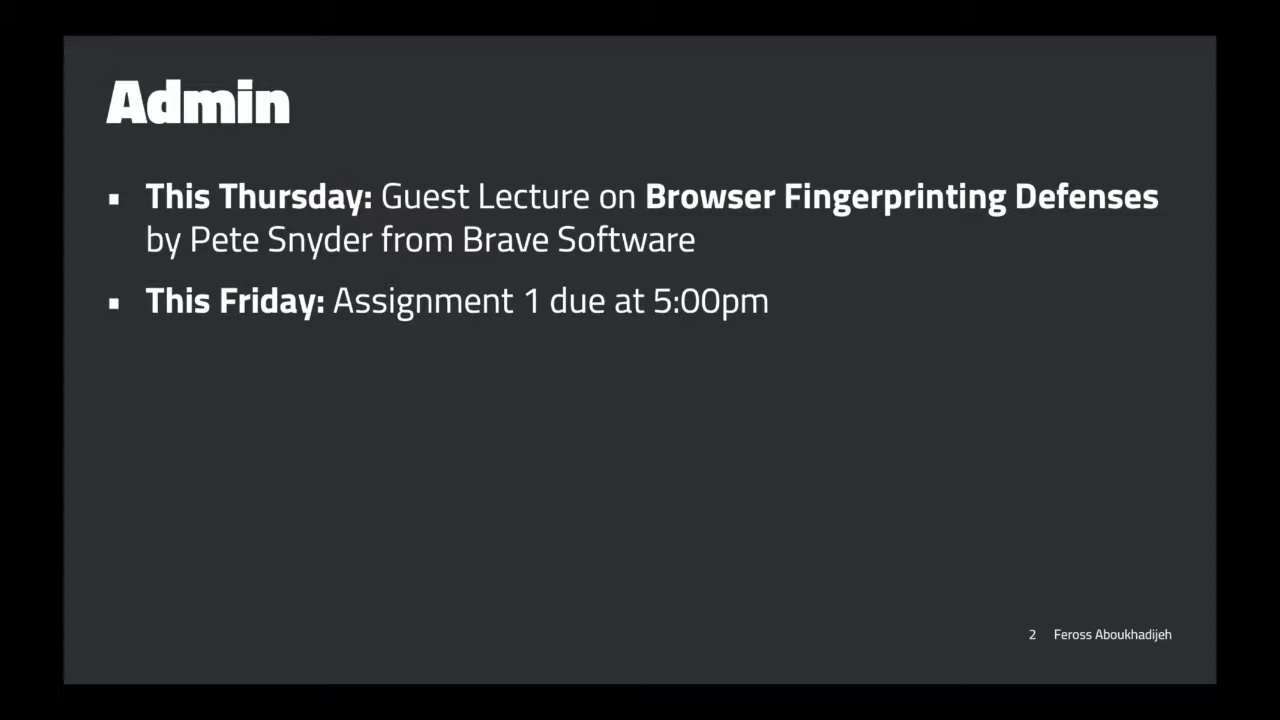 Admin
▪ This Thursday: Guest Lecture on Browser Fingerprinting Defenses
by Pete Snyder from Brave Software
▪ This Friday: Assignment 1 due at 5:00pm
2 Feross Aboukhadijeh